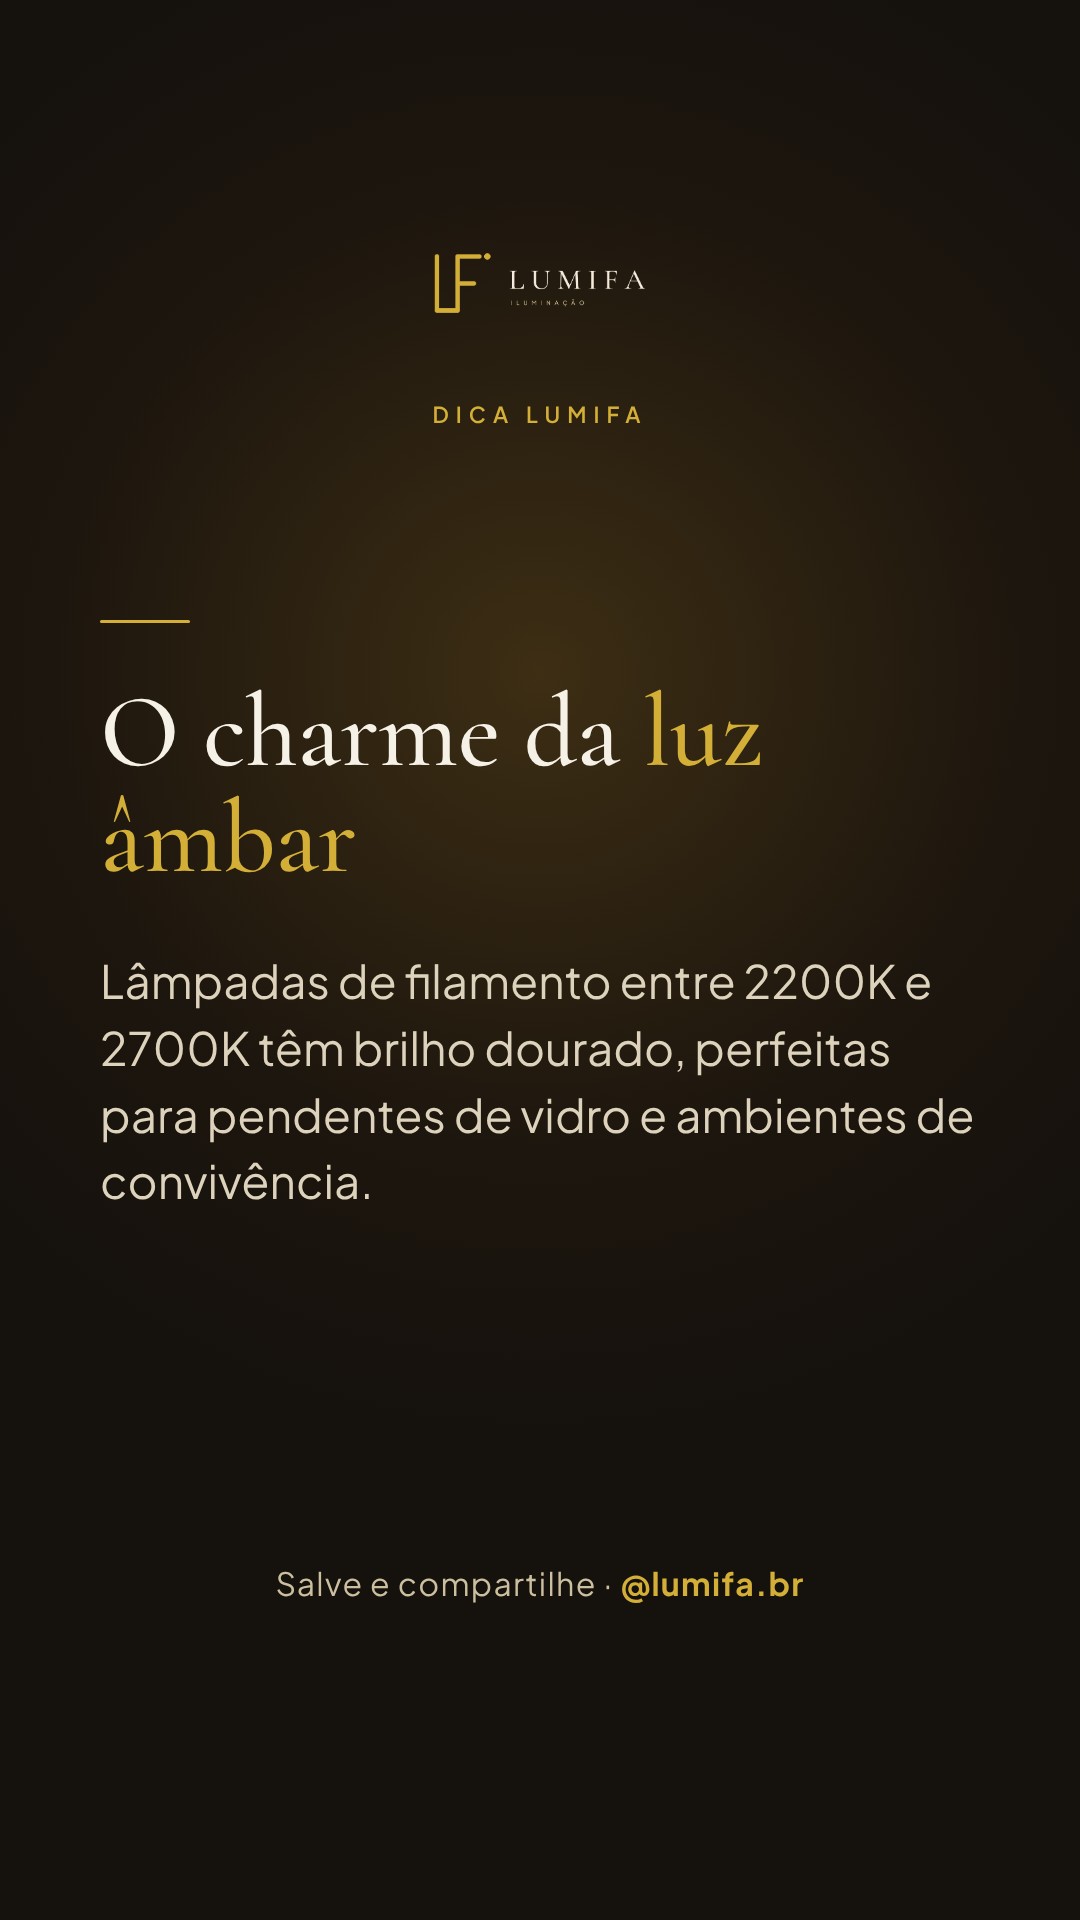 LF LUMIFA
ILUMINAÇÃO
DICA LUMIFA
O charme da luz
âmbar
Lâmpadas de filamento entre 2200K e
2700K têm brilho dourado, perfeitas
para pendentes de vidro e ambientes de
convivência.
Salve e compartilhe · @lumifa.br